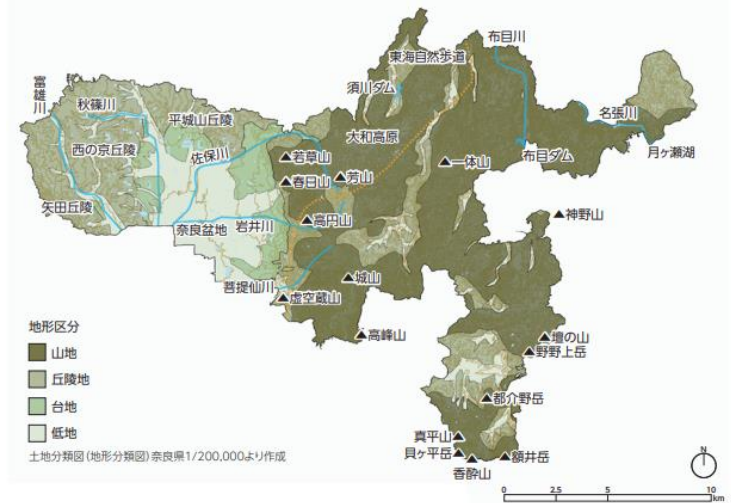 布目川
東海自然歩道
富雄川
秋篠川
須川ダム
名張川
平城山丘陵
大和高原
西の京丘陵
佐保川
若草山
一体山
布目ダム
月ヶ瀬湖
春日山
芳山
矢田丘陵
高円山
神野山
奈良盆地
岩井川
城山
菩提仙川
虚空蔵山
地形区分
高峰山
壇の山
山地
野野上岳
丘陵地
台地
都介野岳
低地
真平山
土地分類図(地形分類図)奈良県1/200,000より作成
貝ヶ平岳
額井岳
香酔山
N
0 2.5 5 10
km